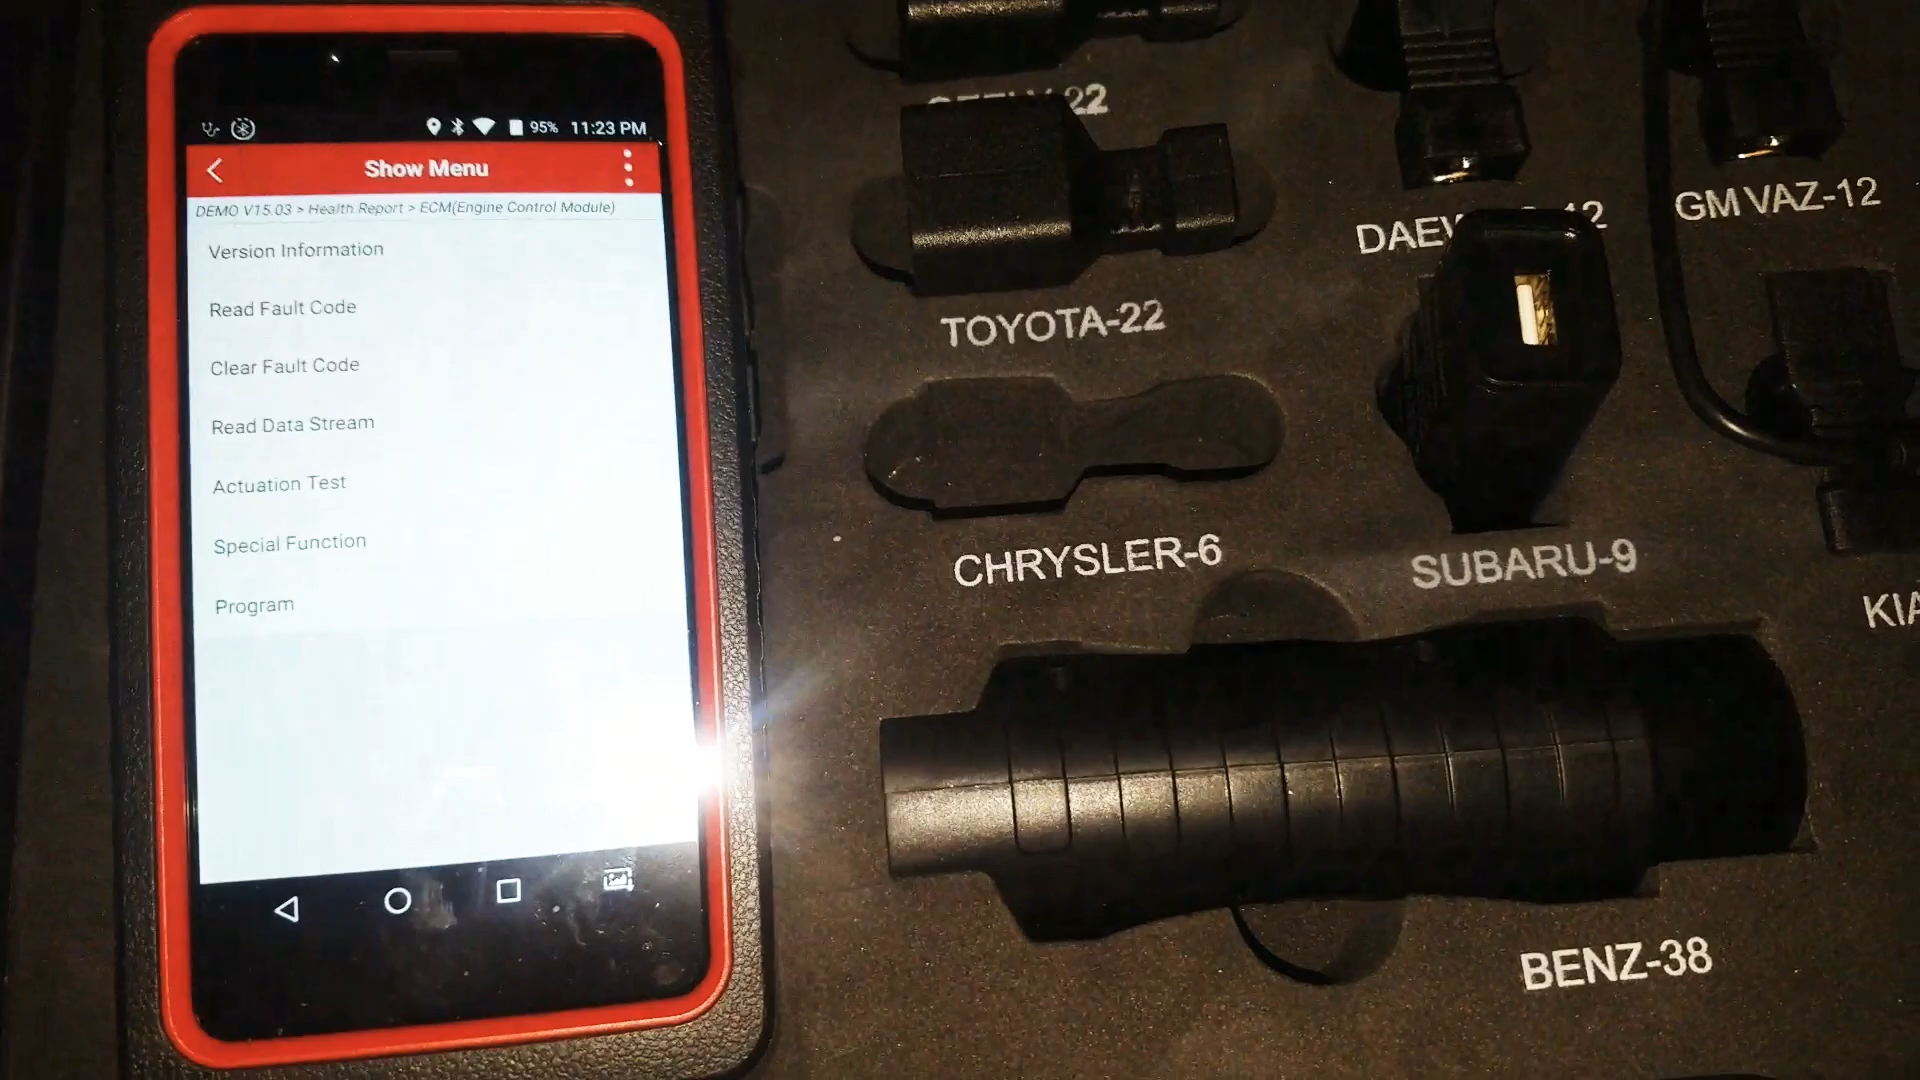 95% 11:23 PM
Show Menu
DEMO V15.03 > Health Report > ECM(Engine Control Module)
Version Information
Read Fault Code
Clear Fault Code
Read Data Stream
Actuation Test
Special Function
Program
TOYOTA-22
GM VAZ-12
CHRYSLER-6
SUBARU-9
KIA
BENZ-38